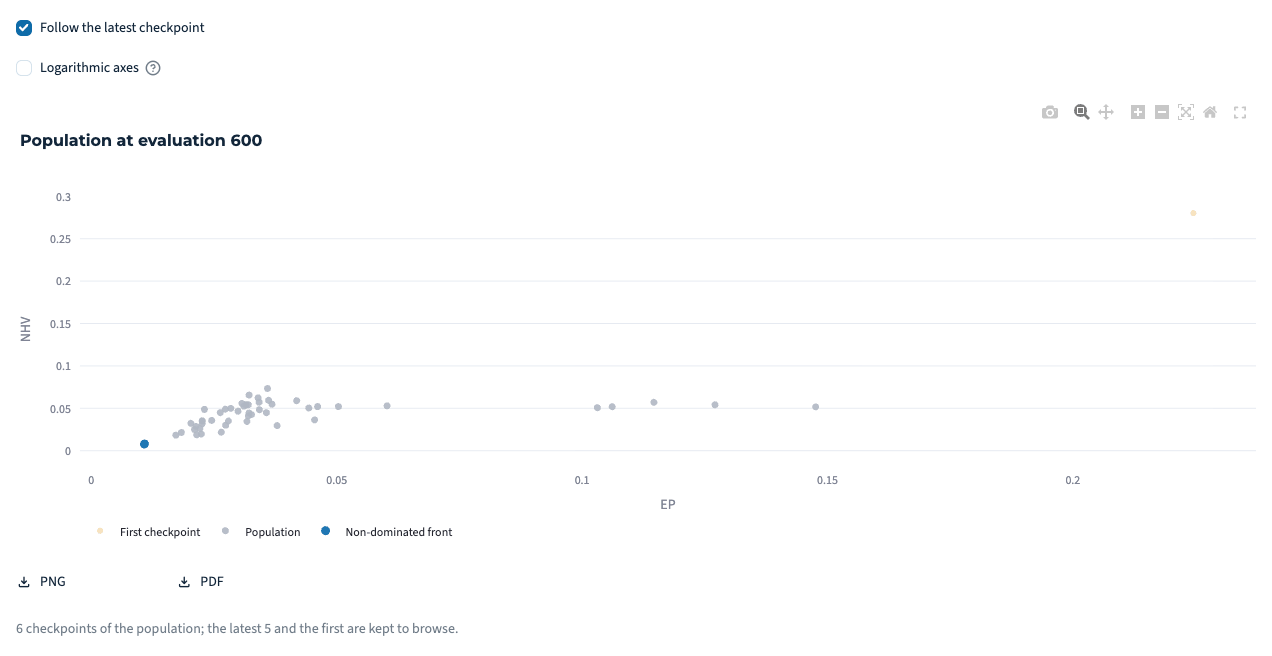 Follow the latest checkpoint
Logarithmic axes ?
Population at evaluation 600
0.3
0.25
0.2
0.15
0.1
0.05
0
NHV
0 0.05 0.1 0.15 0.2
EP
First checkpoint Population Non-dominated front
PNG PDF
6 checkpoints of the population; the latest 5 and the first are kept to browse.